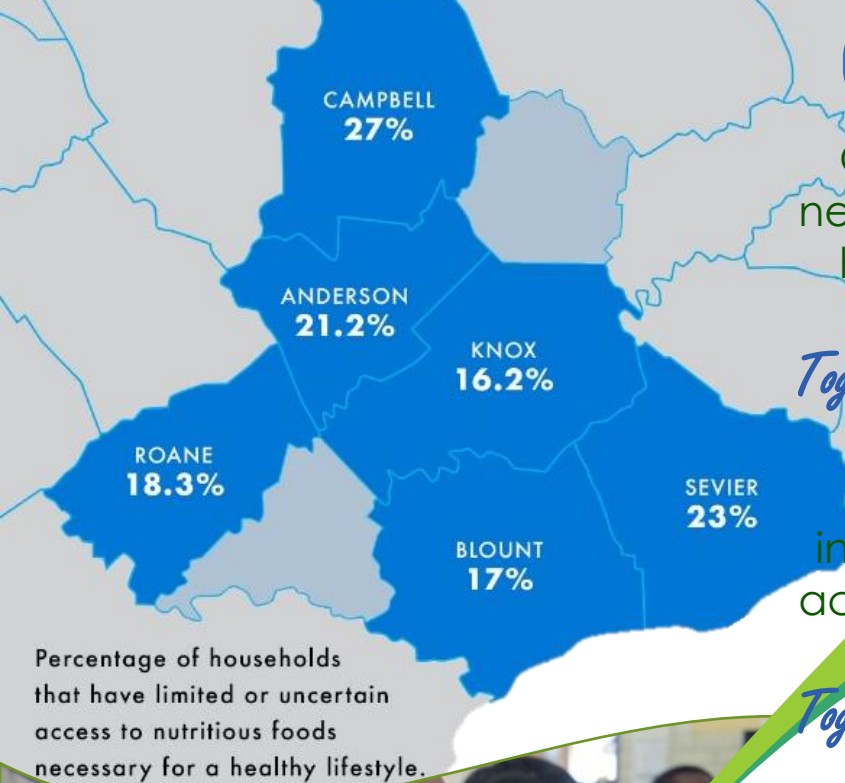 CAMPBELL
27%
ANDERSON
21.2%
KNOX
16.2%
ROANE
18.3%
SEVIER
23%
BLOUNT
17%
Percentage of households
that have limited or uncertain
access to nutritious foods
necessary for a healthy lifestyle.